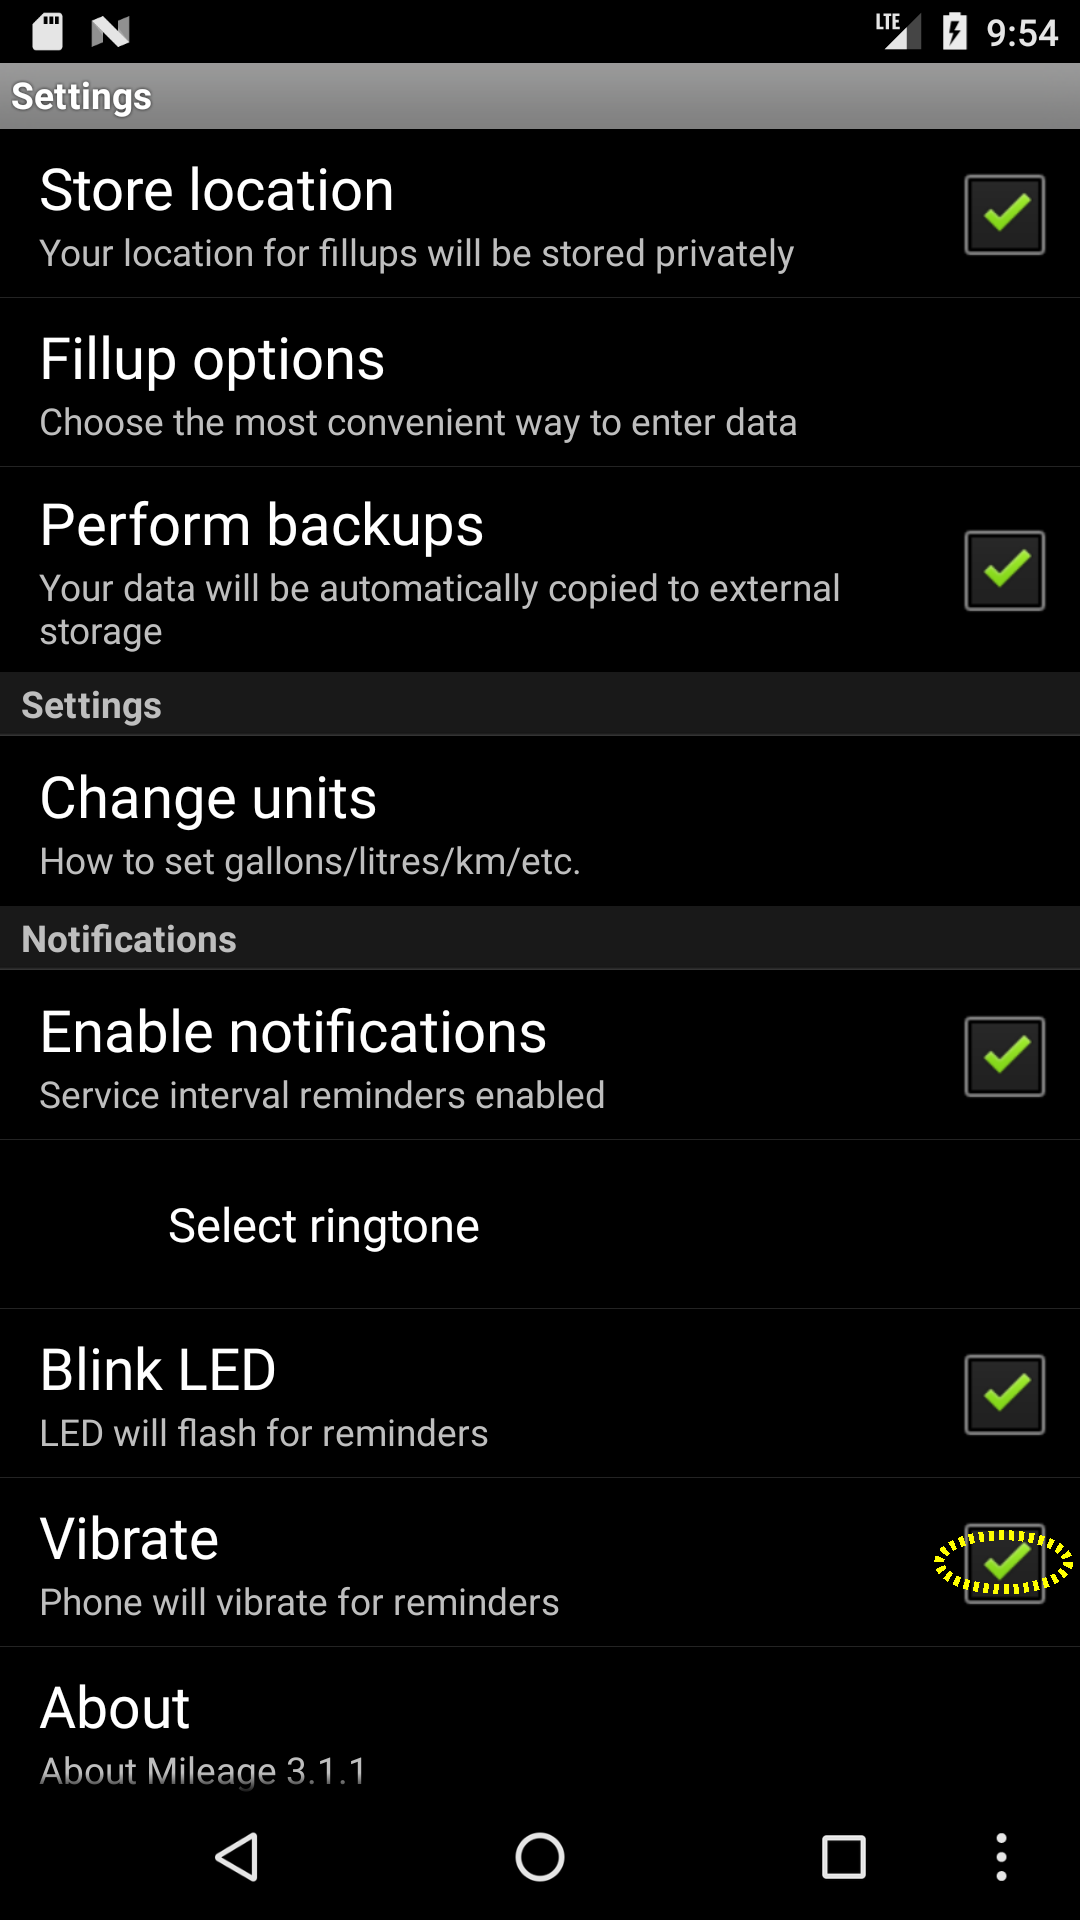 LTE 9:54
Settings
Store location
Your location for fillups will be stored privately
Fillup options
Choose the most convenient way to enter data
Perform backups
Your data will be automatically copied to external
storage
Settings
Change units
How to set gallons/litres/km/etc.
Notifications
Enable notifications
Service interval reminders enabled
Select ringtone
Blink LED
LED will flash for reminders
Vibrate
Phone will vibrate for reminders
About
About Mileage 3.1.1